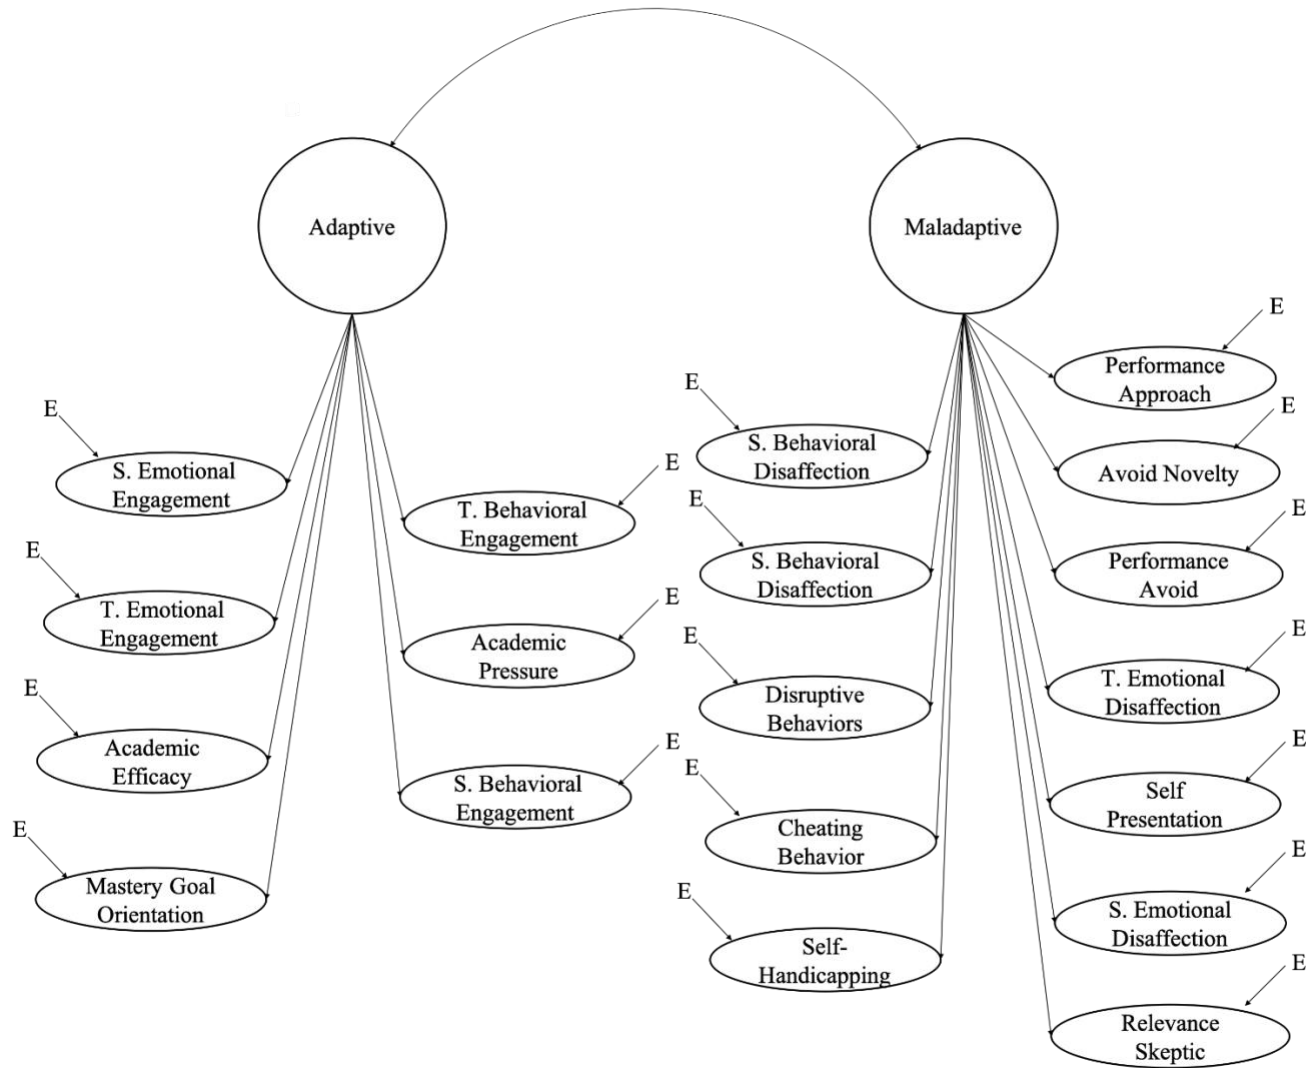 Adaptive
Maladaptive
E
S. Emotional
Engagement
E
T. Emotional
Engagement
E
Academic
Efficacy
E
Mastery Goal
Orientation
E
T. Behavioral
Engagement
E
Academic
Pressure
E
S. Behavioral
Engagement
E
S. Behavioral
Disaffection
E
S. Behavioral
Disaffection
E
Disruptive
Behaviors
E
Cheating
Behavior
E
Self-
Handicapping
E
Performance
Approach
E
Avoid Novelty
E
Performance
Avoid
E
T. Emotional
Disaffection
E
Self
Presentation
E
S. Emotional
Disaffection
E
Relevance
Skeptic